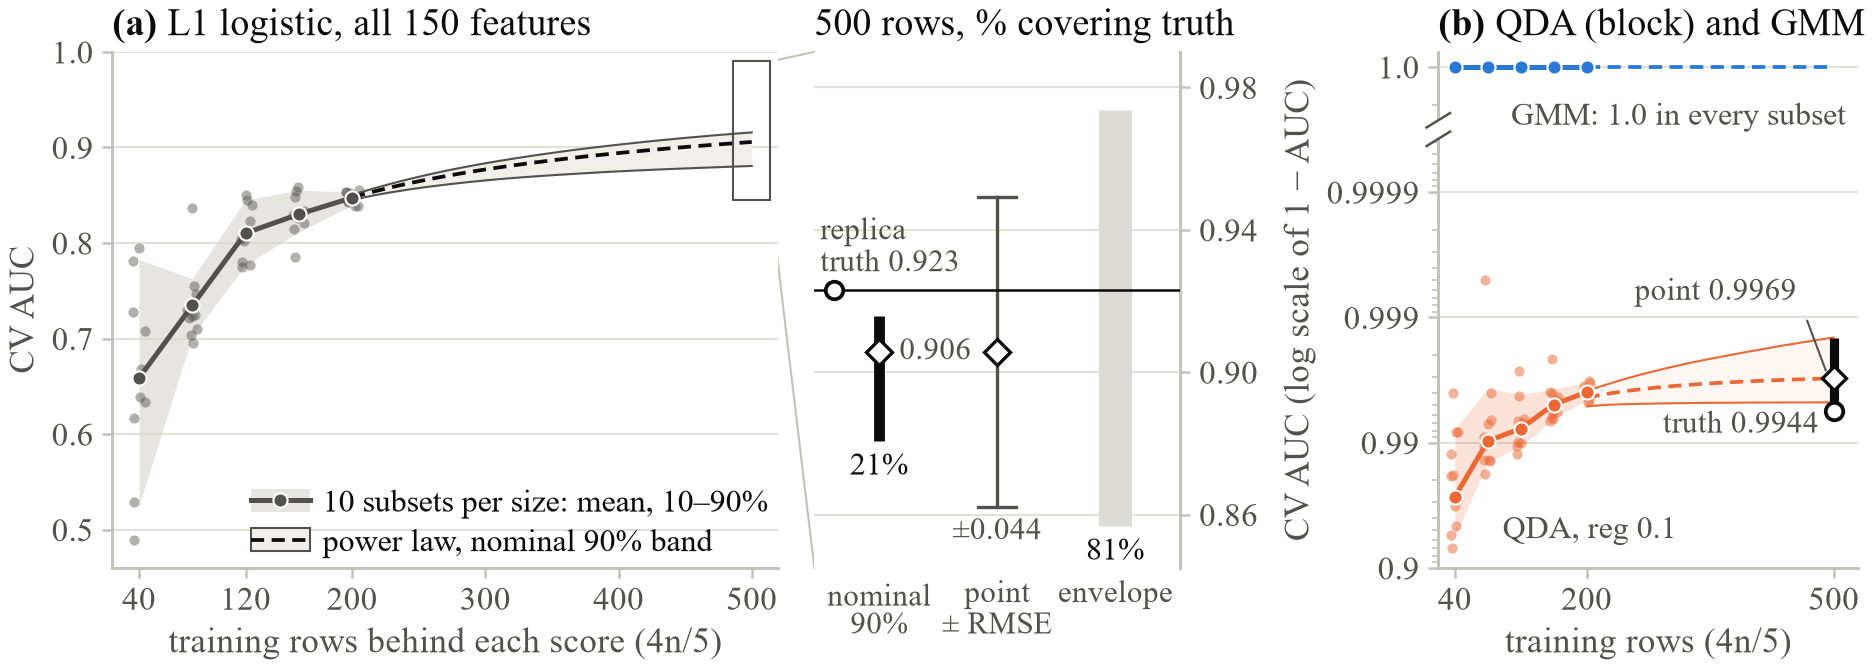 (a) L1 logistic, all 150 features
1.0
0.9
0.8
0.7
0.6
0.5
CV AUC
10 subsets per size: mean, 10–90%
power law, nominal 90% band
40
120
200
300
400
500
training rows behind each score (4n/5)
500 rows, % covering truth
0.98
0.94
0.90
0.86
replica
truth 0.923
0.906
21%
±0.044
81%
nominal
90%
point
± RMSE
envelope
(b) QDA (block) and GMM
CV AUC (log scale of 1 − AUC)
1.0
0.9999
0.999
0.99
0.9
GMM: 1.0 in every subset
point 0.9969
truth 0.9944
QDA, reg 0.1
40
200
500
training rows (4n/5)